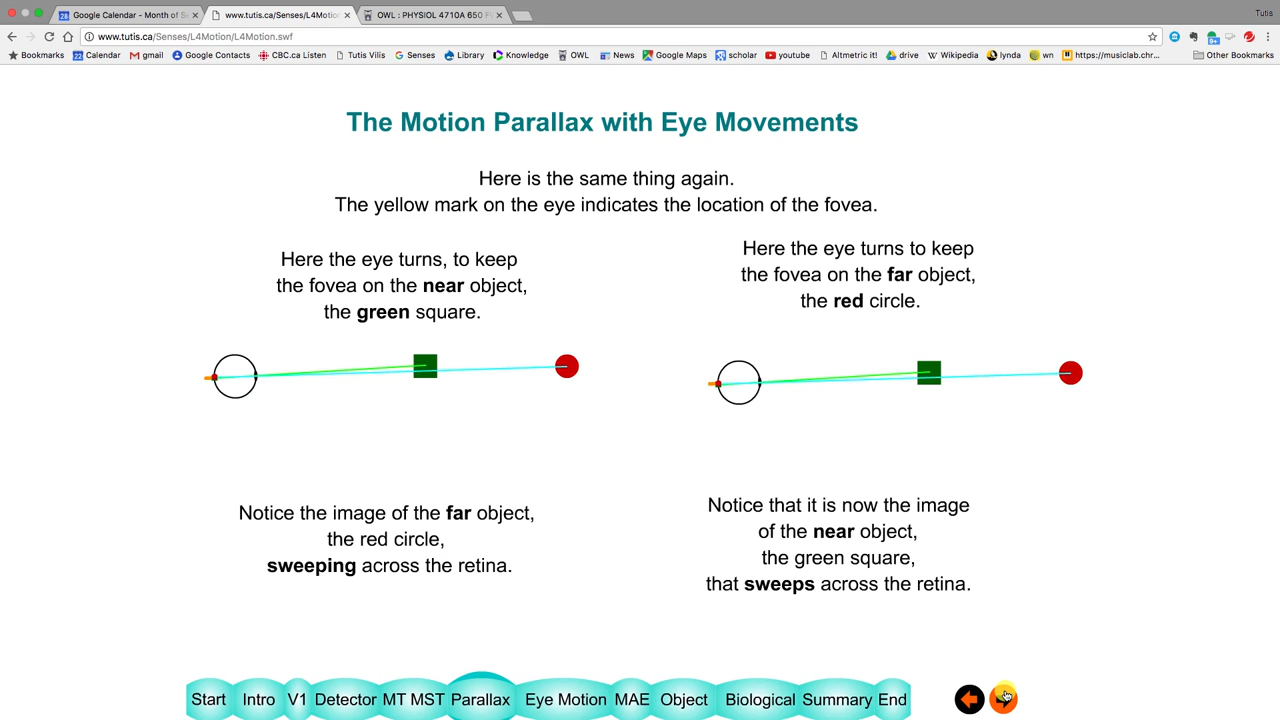 Google Calendar - Month of S
www.tutis.ca/Senses/L4Motio
OWL : PHYSIOL 4710A 650 F
Tutis
www.tutis.ca/Senses/L4Motion/L4Motion.swf
Bookmarks
22
Calendar
gmail
Google Contacts
CBC.ca Listen
Tutis Vilis
Senses
Library
Knowledge
OWL
News
Google Maps
scholar
youtube
Altmetric it!
drive
Wikipedia
lynda
wn
https://musiclab.chr...
Other Bookmarks
The Motion Parallax with Eye Movements
Here is the same thing again.
The yellow mark on the eye indicates the location of the fovea.
Here the eye turns, to keep
the fovea on the near object,
the green square.
Here the eye turns to keep
the fovea on the far object,
the red circle.
Notice the image of the far object,
the red circle,
sweeping across the retina.
Notice that it is now the image
of the near object,
the green square,
that sweeps across the retina.
Start Intro V1 Detector MT MST Parallax Eye Motion MAE Object Biological Summary End